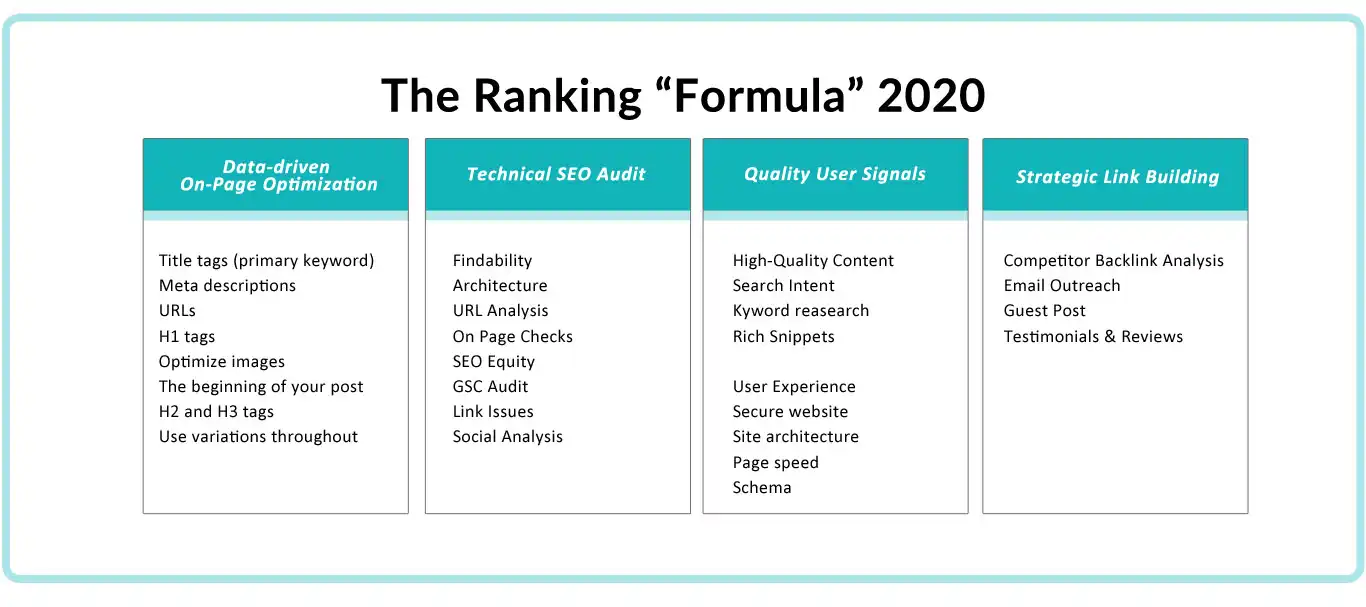 The Ranking “Formula” 2020
Data-driven
On-Page Optimization
Title tags (primary keyword)
Meta descriptions
URLs
H1 tags
Optimize images
The beginning of your post
H2 and H3 tags
Use variations throughout
Technical SEO Audit
Findability
Architecture
URL Analysis
On Page Checks
SEO Equity
GSC Audit
Link Issues
Social Analysis
Quality User Signals
High-Quality Content
Search Intent
Kyword reasearch
Rich Snippets
User Experience
Secure website
Site architecture
Page speed
Schema
Strategic Link Building
Competitor Backlink Analysis
Email Outreach
Guest Post
Testimonials & Reviews